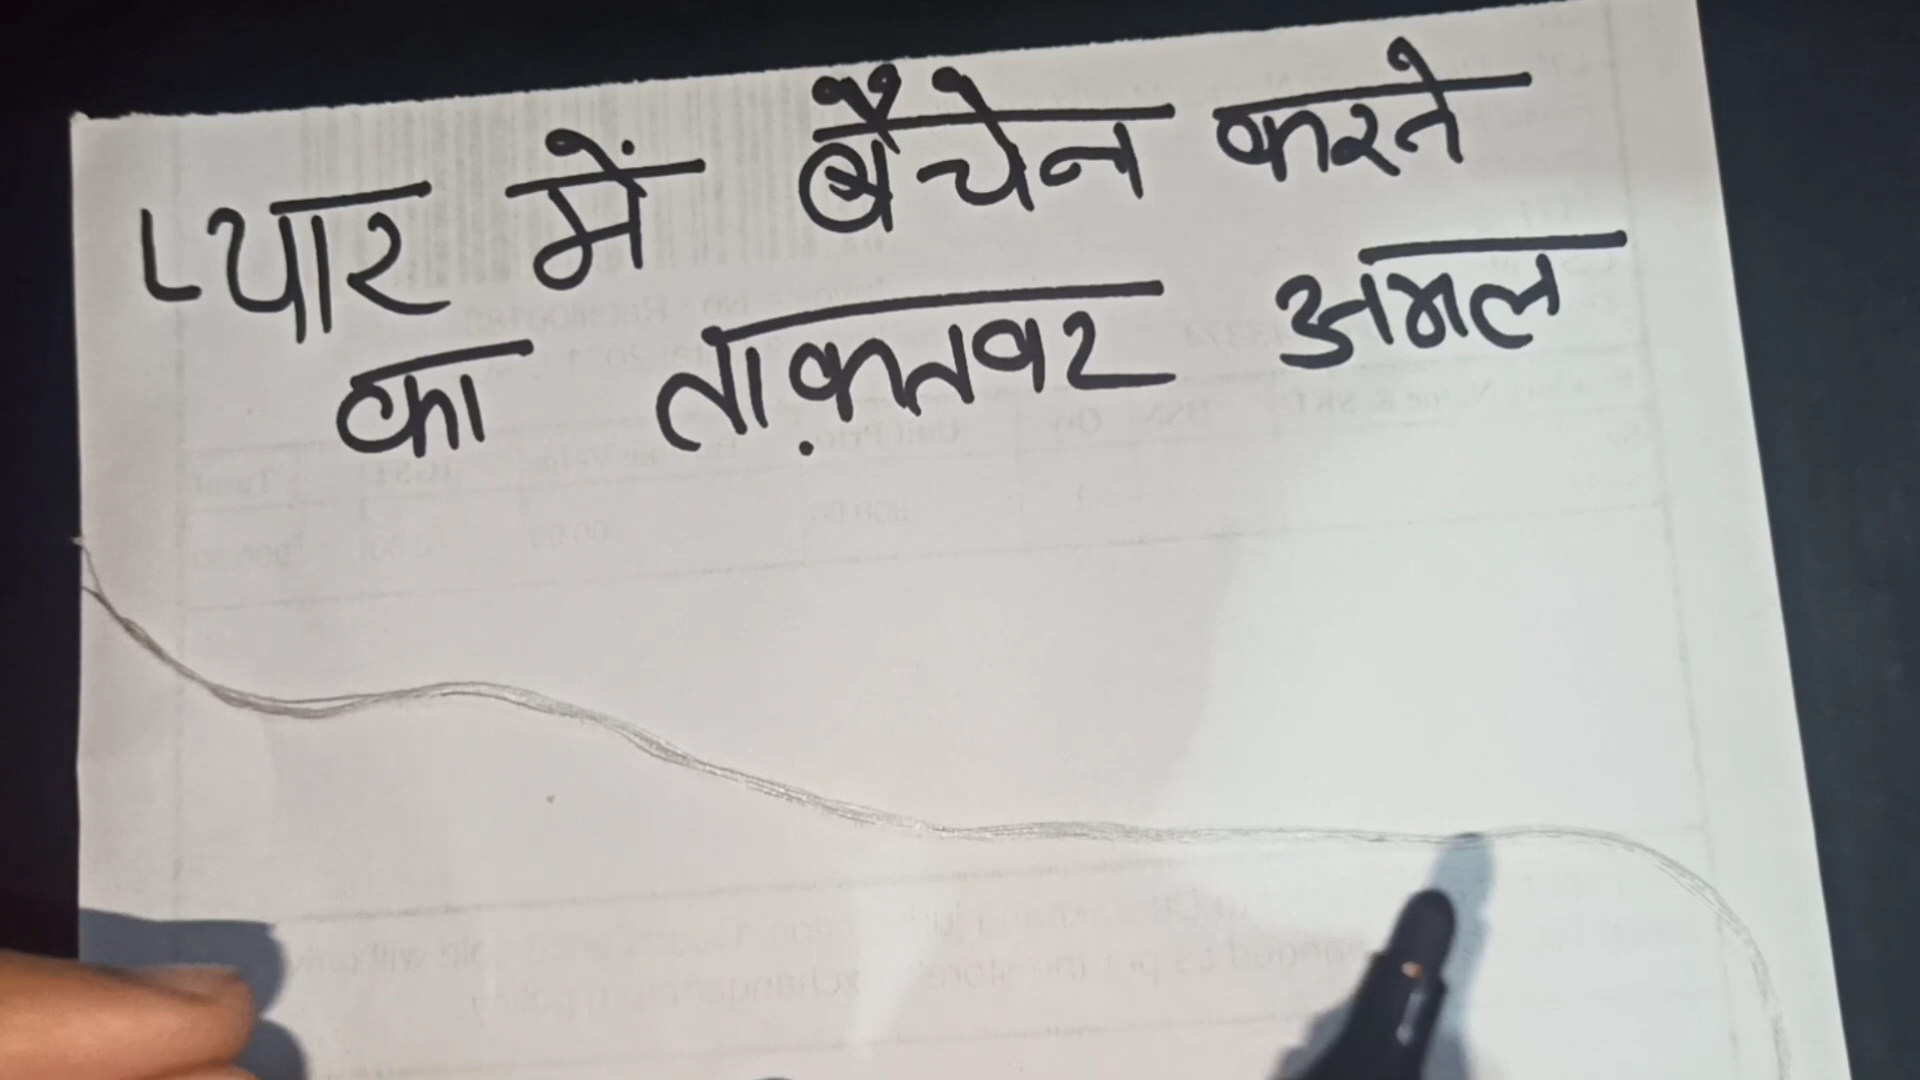 प्यार में बैचेन करने
का ताक़तवर अमल